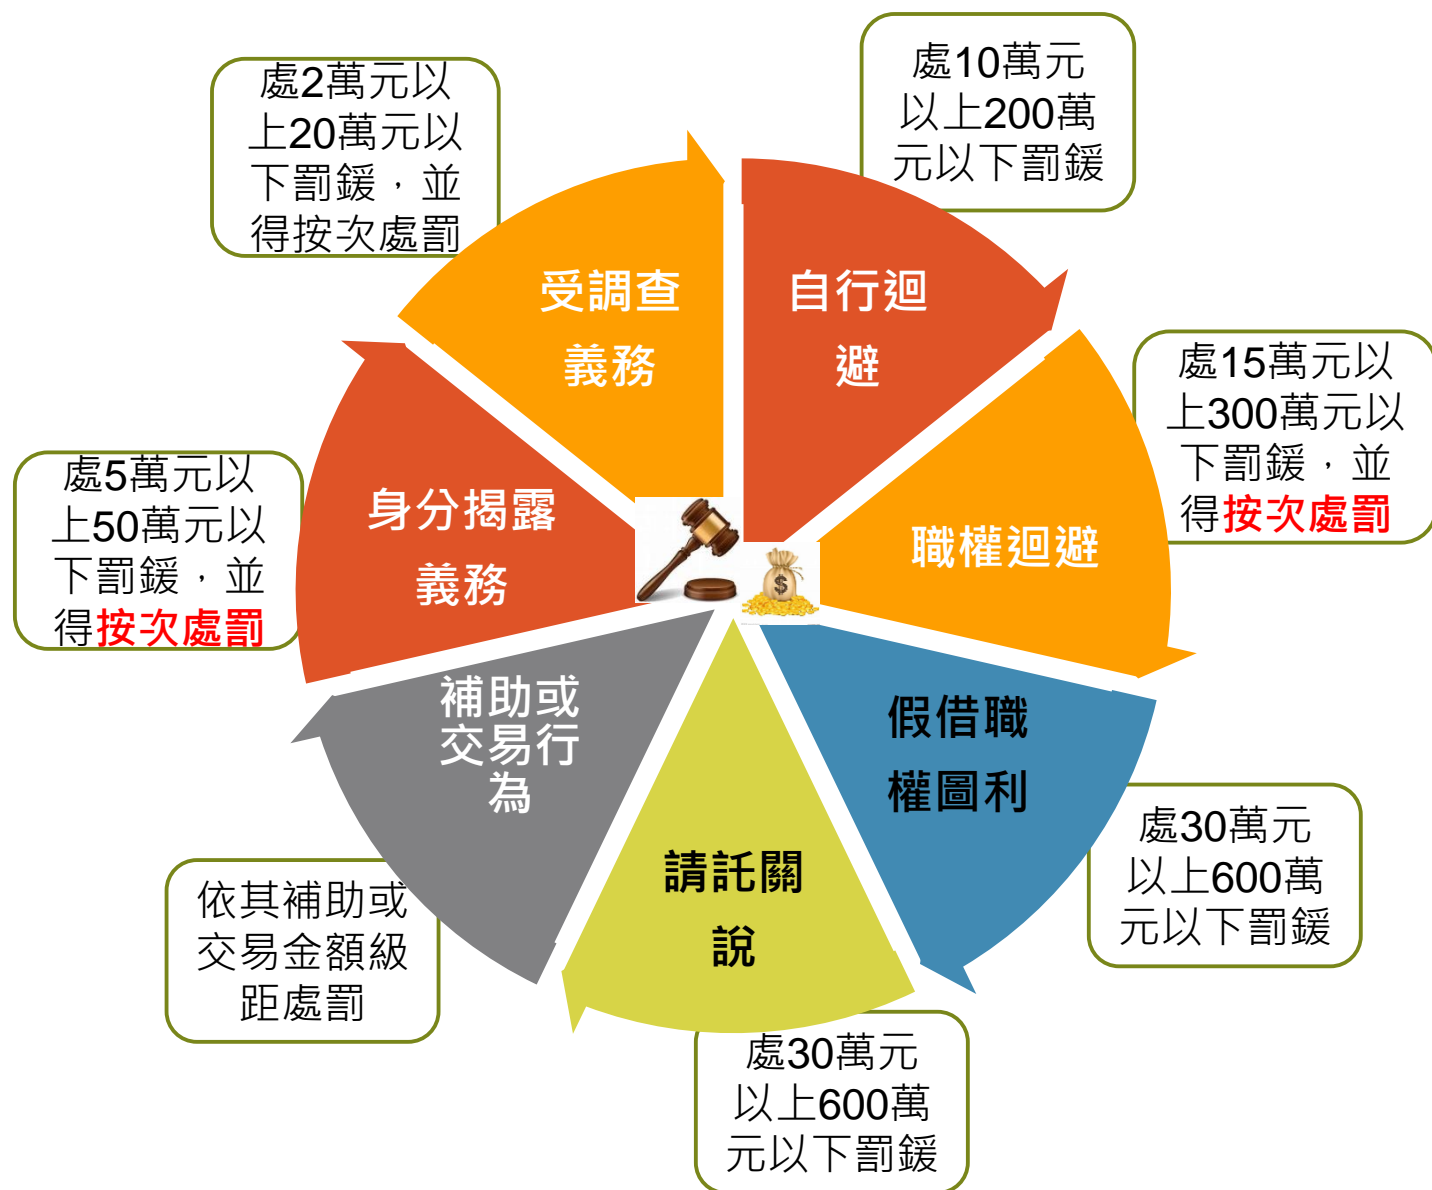 處10萬元
以上200萬
元以下罰鍰
自行迴
避
處15萬元以
上300萬元以
下罰鍰，並
得按次處罰
職權迴避
假借職
權圖利
處30萬元
以上600萬
元以下罰鍰
請託關
說
處30萬元
以上600萬
元以下罰鍰
補助或
交易行
為
依其補助或
交易金額級
距處罰
身分揭露
義務
處5萬元以
上50萬元以
下罰鍰，並
得按次處罰
受調查
義務
處2萬元以
上20萬元以
下罰鍰，並
得按次處罰
$